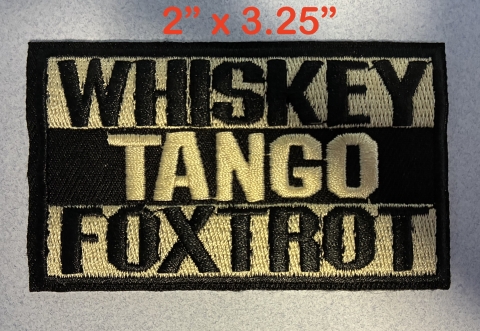 2” x 3.25”
WHISKEY
TANGO
FOXTROT